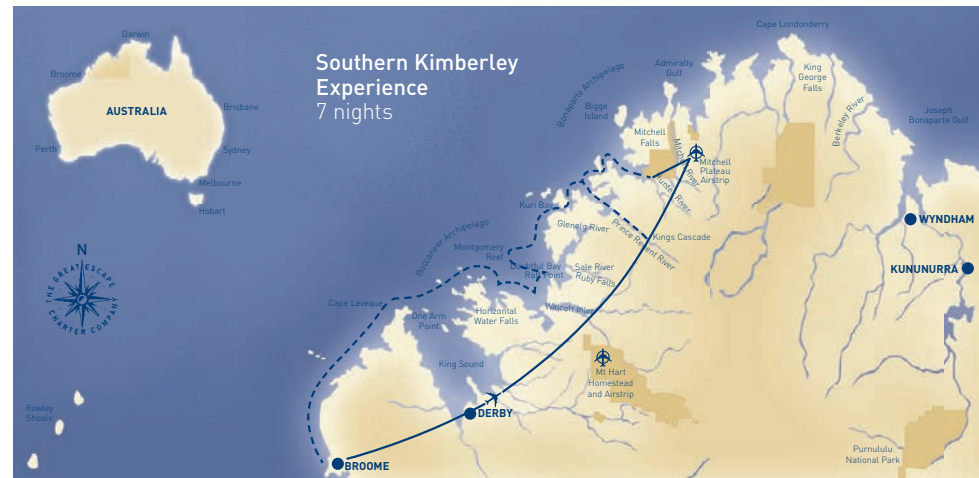 Darwin
Broome
AUSTRALIA
Brisbane
Perth
Sydney
Melbourne
Hobart
Southern Kimberley
Experience
7 nights
Cape Londonderry
Admiralty
Gulf
King
George
Falls
Bonaparte Archipelago
Bigge
Island
Berkeley River
Joseph
Bonaparte Gulf
Mitchell
Falls
Mitchell River
Mitchell
Plateau
Airstrip
Hunter River
Kuri Bay
WYNDHAM
Glenelg River
Prince Regent River
Kings Cascade
Buccaneer Archipelago
Montgomery
Reef
KUNUNURRA
Doubtful Bay
Raft Point
Sale River
Ruby Falls
N
THE GREAT ESCAPE
CHARTER COMPANY
Cape Leveque
One Arm
Point
Horizontal
Water Falls
Walcott Inlet
King Sound
Mt Hart
Homestead
and Airstrip
Rowley
Shoals
DERBY
Purnululu
National Park
BROOME